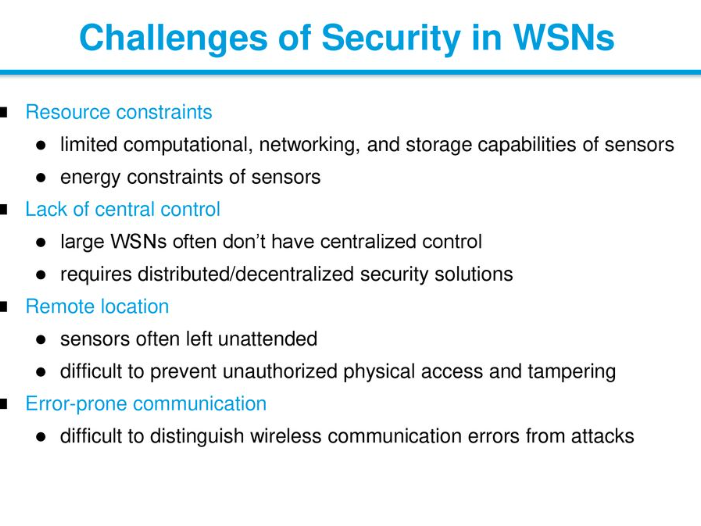 Challenges of Security in WSNs
Resource constraints
limited computational, networking, and storage capabilities of sensors
energy constraints of sensors
Lack of central control
large WSNs often don't have centralized control
requires distributed/decentralized security solutions
Remote location
sensors often left unattended
difficult to prevent unauthorized physical access and tampering
Error-prone communication
difficult to distinguish wireless communication errors from attacks